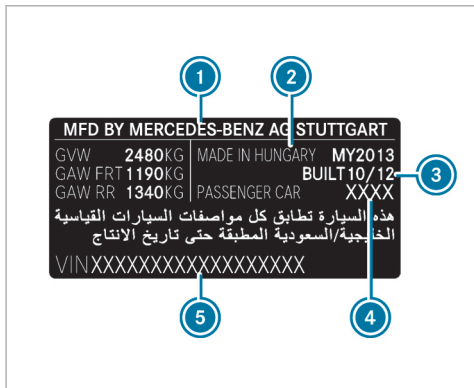 1
2
MFD BY MERCEDES-BENZ AG STUTTGART
GVW 2480KG MADE IN HUNGARY MY2013
GAW FRT 1190KG BUILT 10/12
3
GAW RR 1340KG PASSENGER CAR XXXX
هذه السيارة تطابق كل مواصفات السيارات القياسية
الخليجية/السعودية المطبقة حتى تاريخ الانتاج
VINXXXXXXXXXXXXXXXXXX
5
4